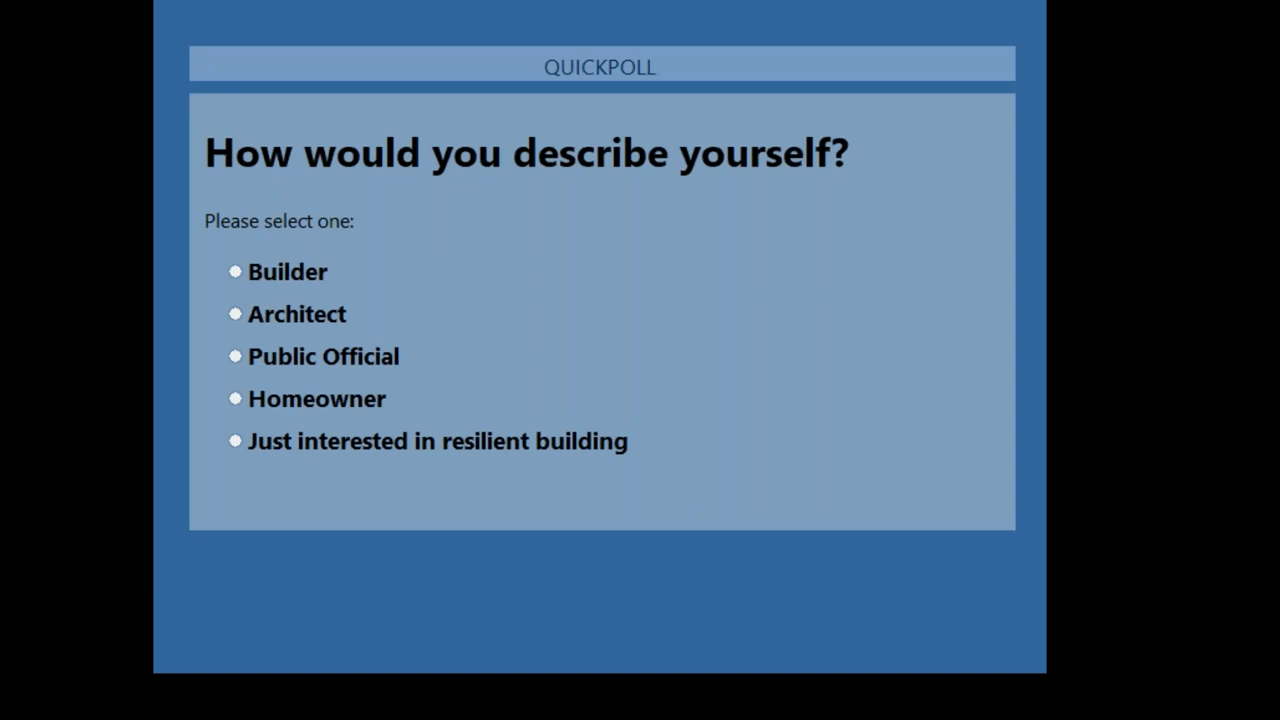 QUICKPOLL
How would you describe yourself?
Please select one:
Builder
Architect
Public Official
Homeowner
Just interested in resilient building